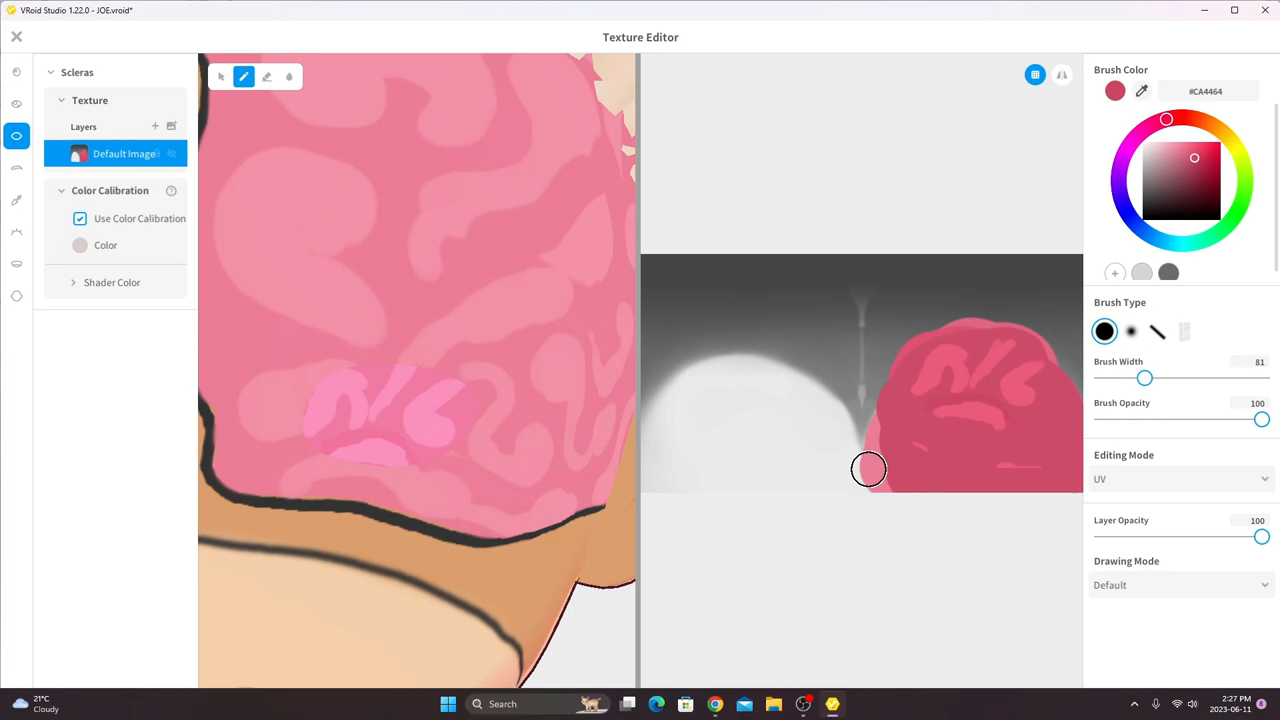 VRoid Studio 1.22.0 - JOE.vroid*
Texture Editor
Scleras
Texture
Layers
Default Image
Color Calibration
Use Color Calibration
Color
Shader Color
Brush Color
#CA4464
Brush Type
Brush Width
81
Brush Opacity
100
Editing Mode
UV
Layer Opacity
100
Drawing Mode
Default
21°C
Cloudy
Search
2:27 PM
2023-06-11